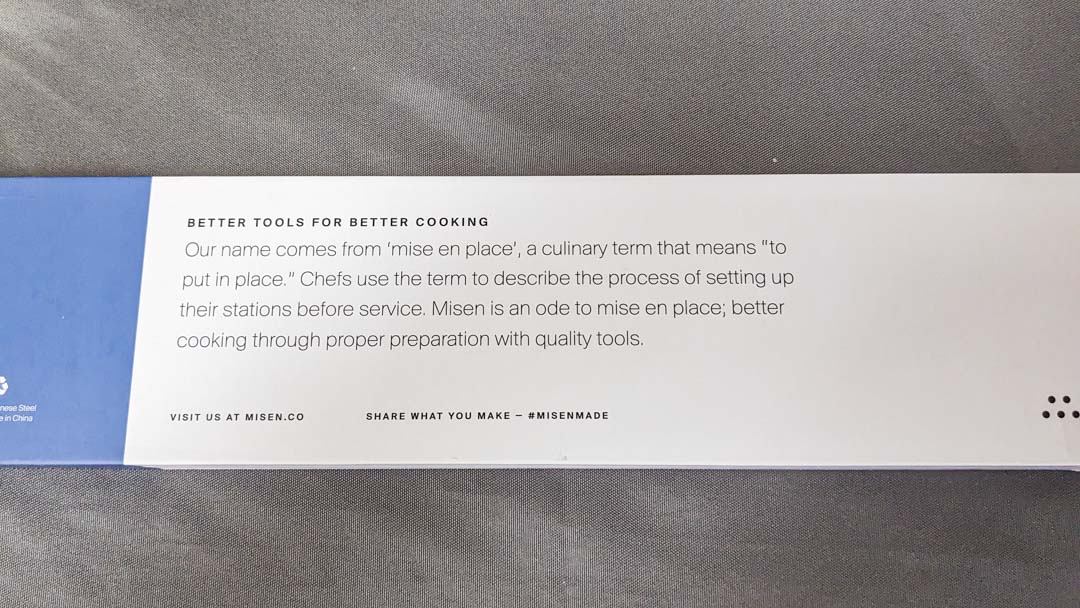 BETTER TOOLS FOR BETTER COOKING
Our name comes from 'mise en place', a culinary term that means "to
put in place." Chefs use the term to describe the process of setting up
their stations before service. Misen is an ode to mise en place; better
cooking through proper preparation with quality tools.
VISIT US AT MISEN.CO
SHARE WHAT YOU MAKE – #MISENMADE
Steel
in China